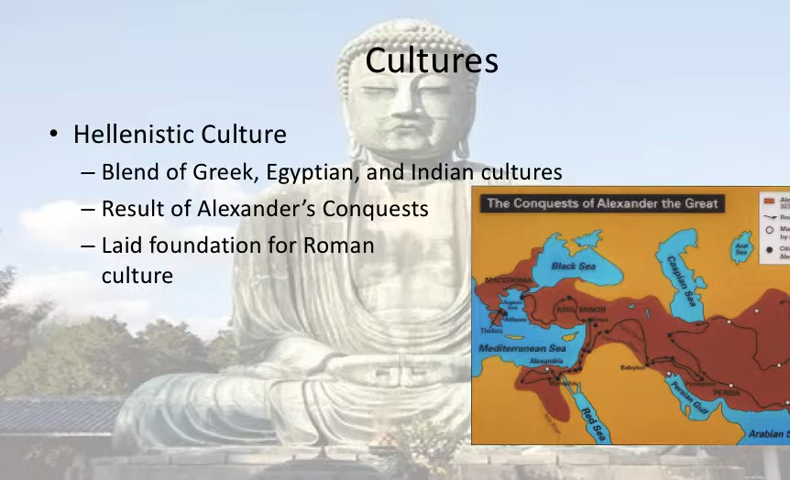 Cultures
• Hellenistic Culture
– Blend of Greek, Egyptian, and Indian cultures
– Result of Alexander’s Conquests
– Laid foundation for Roman
culture
The Conquests of Alexander the Great
Black Sea
Caspian Sea
Aral
Sea
MACEDONIA
Aegean
Sea
ASIA MINOR
Athens
Thebes
Mediterranean Sea
Alexandria
Babylon
PERSIA
Persian Gulf
Red Sea
Arabian S